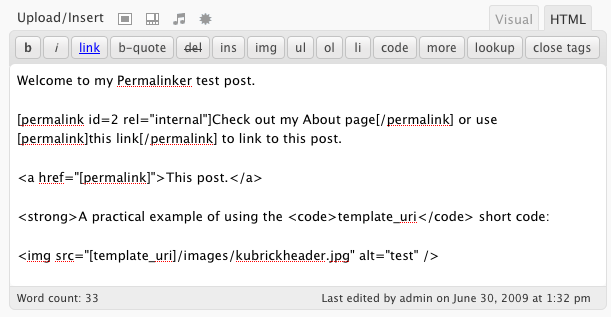 Upload/Insert Visual HTML
b i link b-quote del ins img ul ol li code more lookup close tags
Welcome to my Permalinker test post.
[permalink id=2 rel="internal"]Check out my About page[/permalink] or use
[permalink]this link[/permalink] to link to this post.
<a href="[permalink]">This post.</a>
<strong>A practical example of using the <code>template_uri</code> short code:
<img src="[template_uri]/images/kubrickheader.jpg" alt="test" />
Word count: 33 Last edited by admin on June 30, 2009 at 1:32 pm